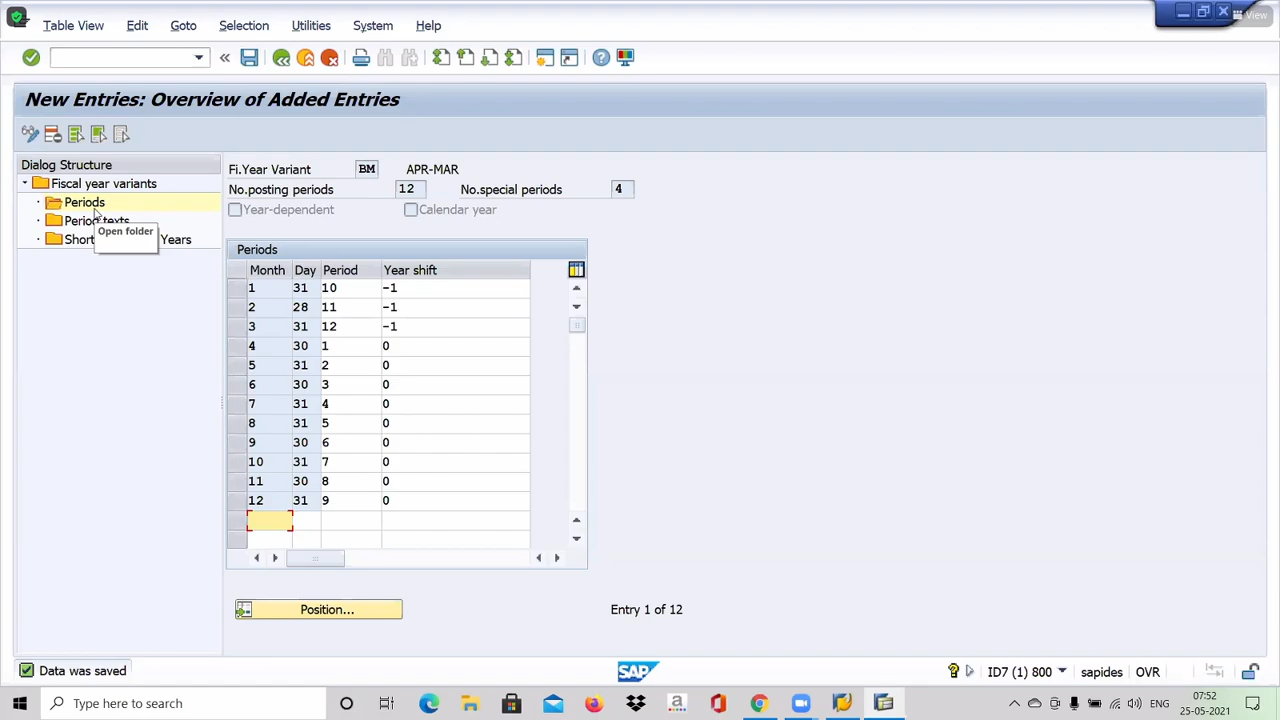 Table View Edit Goto Selection Utilities System Help
View
New Entries: Overview of Added Entries
Dialog Structure
Fiscal year variants
Periods
Period texts
Open folder
Short Years
Fi.Year Variant BM APR-MAR
No.posting periods 12 No.special periods 4
Year-dependent Calendar year
Periods
Month Day Period Year shift
1 31 10 -1
2 28 11 -1
3 31 12 -1
4 30 1 0
5 31 2 0
6 30 3 0
7 31 4 0
8 31 5 0
9 30 6 0
10 31 7 0
11 30 8 0
12 31 9 0
Position... Entry 1 of 12
Data was saved SAP ID7 (1) 800 sapides OVR
Type here to search ENG 07:52
25-05-2021